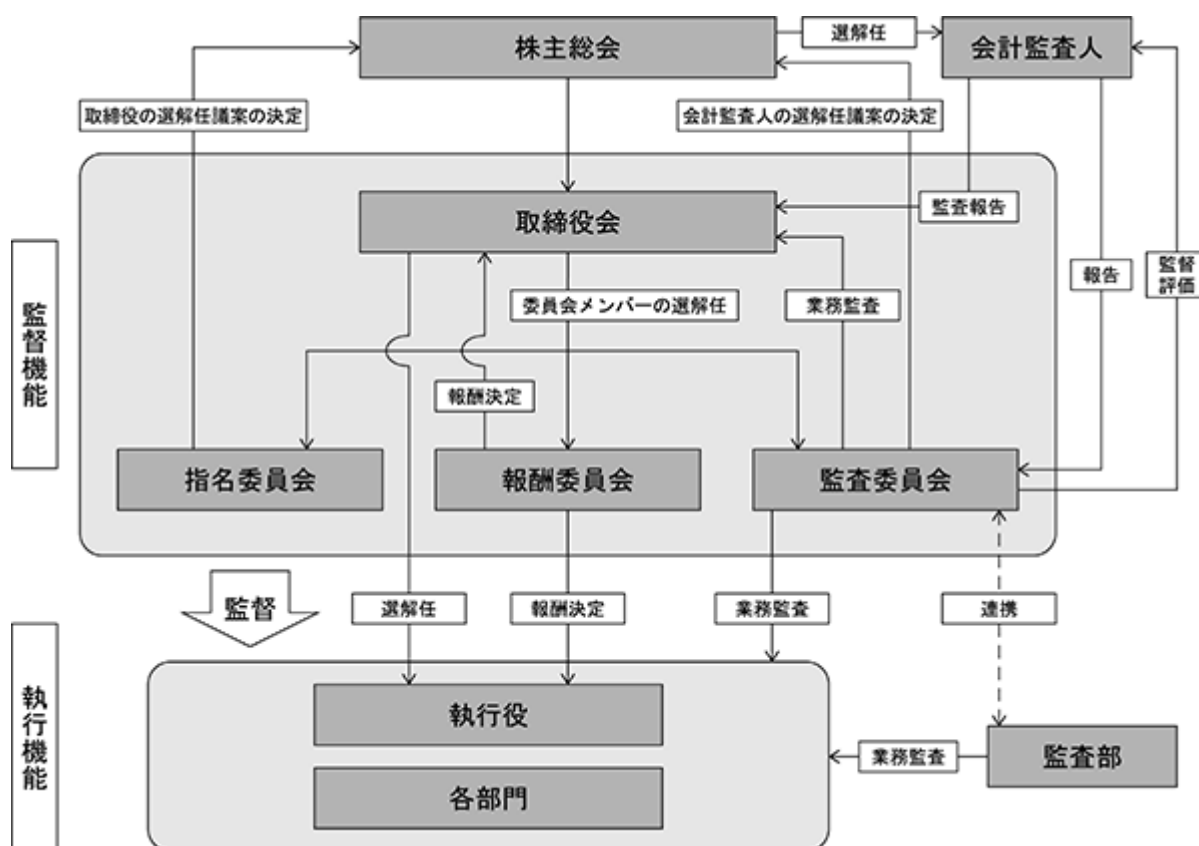 選解任
株主総会
会計監査人
取締役の選解任議案の決定
会計監査人の選解任議案の決定
取締役会
監査報告
監督機能
報告
監督
評価
委員会メンバーの選解任
業務監査
報酬決定
指名委員会
報酬委員会
監査委員会
監督
選解任
報酬決定
業務監査
連携
執行機能
執行役
業務監査
監査部
各部門